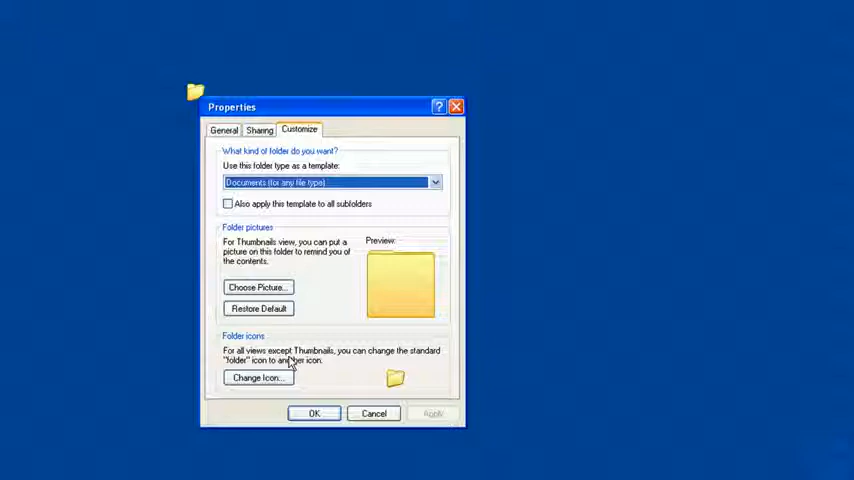 Properties
General Sharing Customize
What kind of folder do you want?
Use this folder type as a template:
Documents (for any file type)
Also apply this template to all subfolders
Folder pictures
For Thumbnails view, you can put a
picture on this folder to remind you of
the contents.
Preview:
Choose Picture...
Restore Default
Folder icons
For all views except Thumbnails, you can change the standard
"folder" icon to another icon.
Change Icon...
OK Cancel Apply